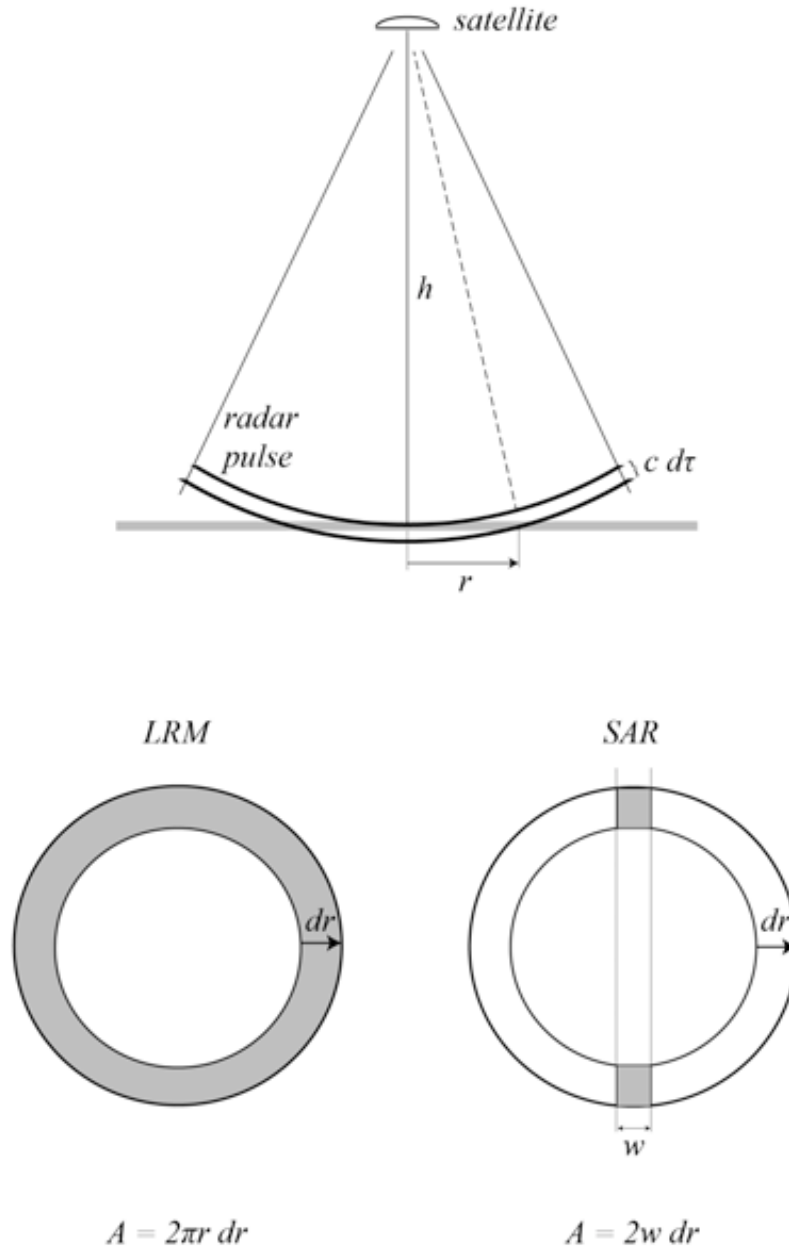 satellite
h
radar
pulse
c dτ
r
LRM
SAR
dr
dr
w
A = 2πr dr
A = 2w dr